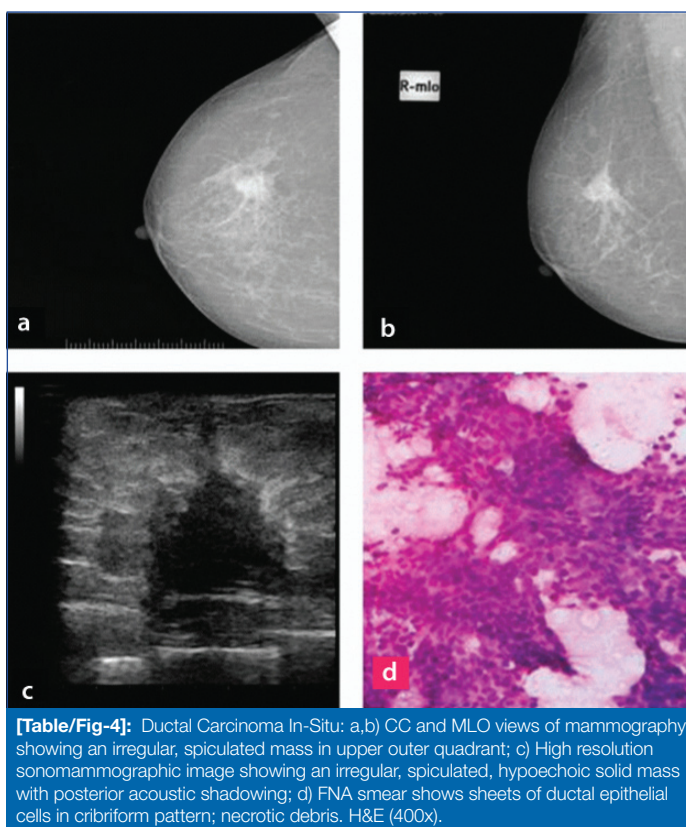 R-mlo
a
b
c
d
[Table/Fig-4]: Ductal Carcinoma In-Situ: a,b) CC and MLO views of mammography
showing an irregular, spiculated mass in upper outer quadrant; c) High resolution
sonomammographic image showing an irregular, spiculated, hypoechoic solid mass
with posterior acoustic shadowing; d) FNA smear shows sheets of ductal epithelial
cells in cribriform pattern; necrotic debris. H&E (400x).